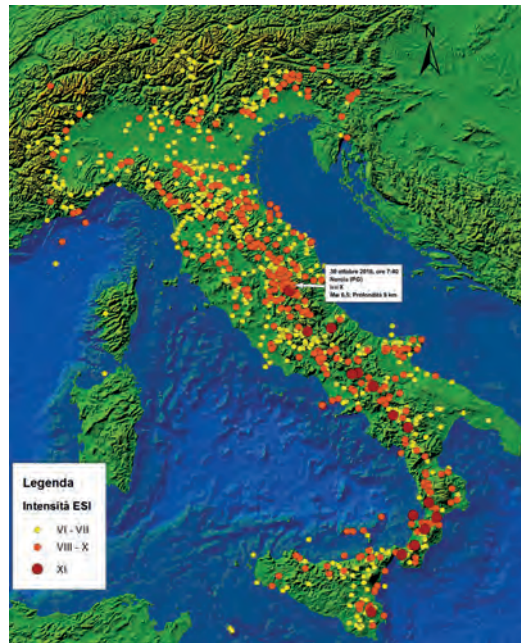 N
30 ottobre 2016, ore 7:40
Norcia (PG)
Mw 6.5; Profondità 9 km
Legenda
Intensità ESI
VI - VII
VIII - X
XI